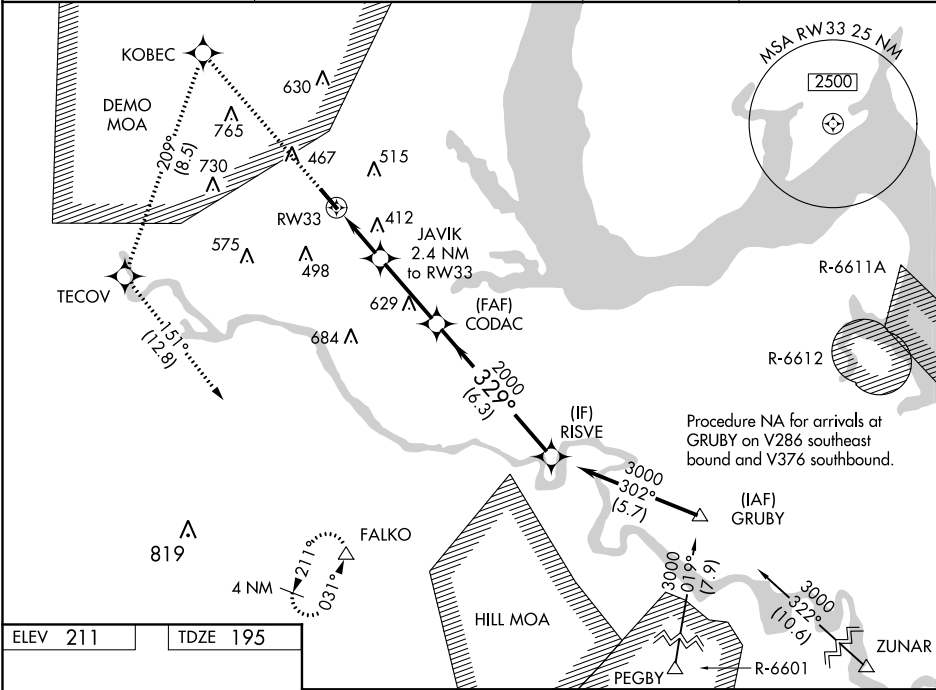 KOBEC
630
MSA RW33 25 NM
2500
DEMO
MOA
765
209°
(8.5)
730
467
515
RW33
412
JAVIK
2.4 NM
to RW33
575
498
TECOV
R-6611A
629
(FAF)
CODAC
151°
(12.8)
684
R-6612
2000
329°
(6.3)
(IF)
RISVE
Procedure NA for arrivals at
GRUBY on V286 southeast
bound and V376 southbound.
3000
302°
(5.7)
(IAF)
GRUBY
819
FALKO
211°
031°
4 NM
3000
019°
(7.9)
3000
322°
(10.6)
HILL MOA
ZUNAR
PEGBY
R-6601
ELEV 211
TDZE 195